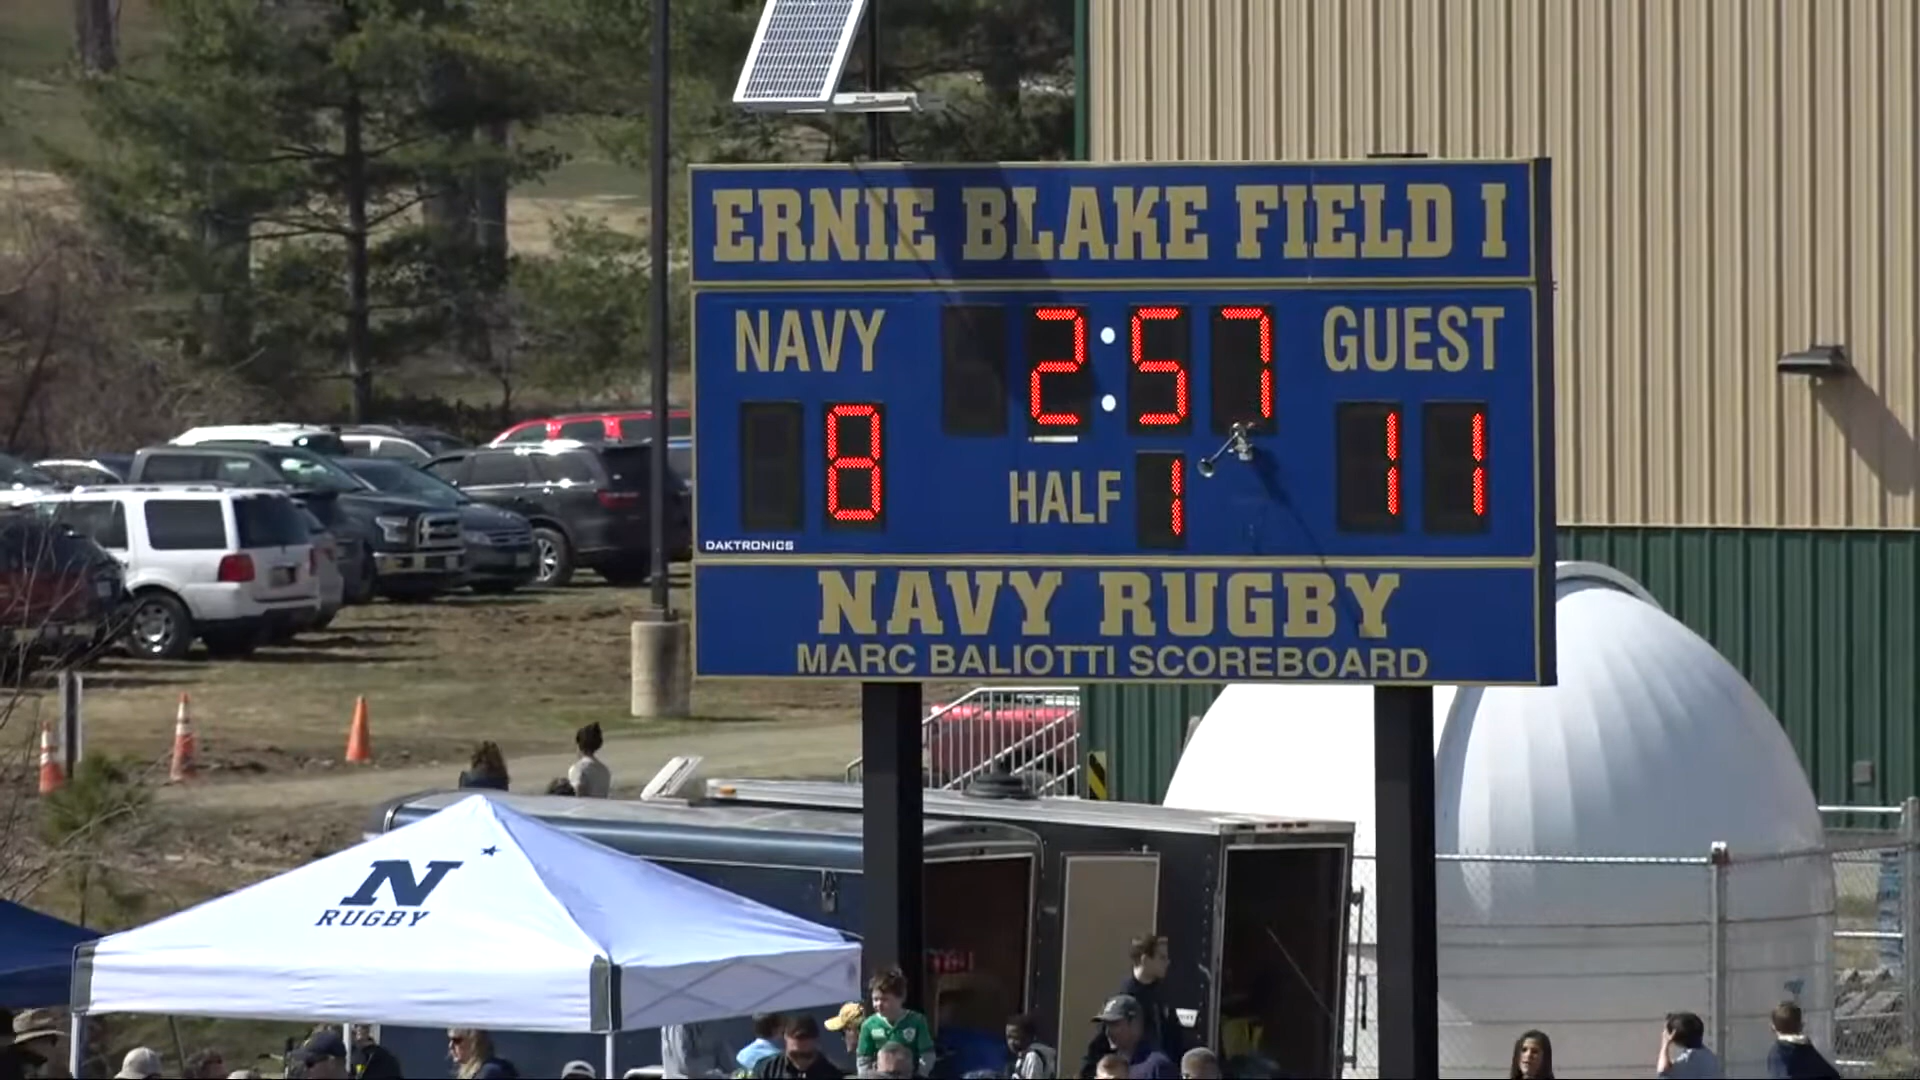 ERNIE BLAKE FIELD I
NAVY 2:57 GUEST
8 HALF 1 11
DAKTRONICS
NAVY RUGBY
MARC BALIOTTI SCOREBOARD
N
RUGBY